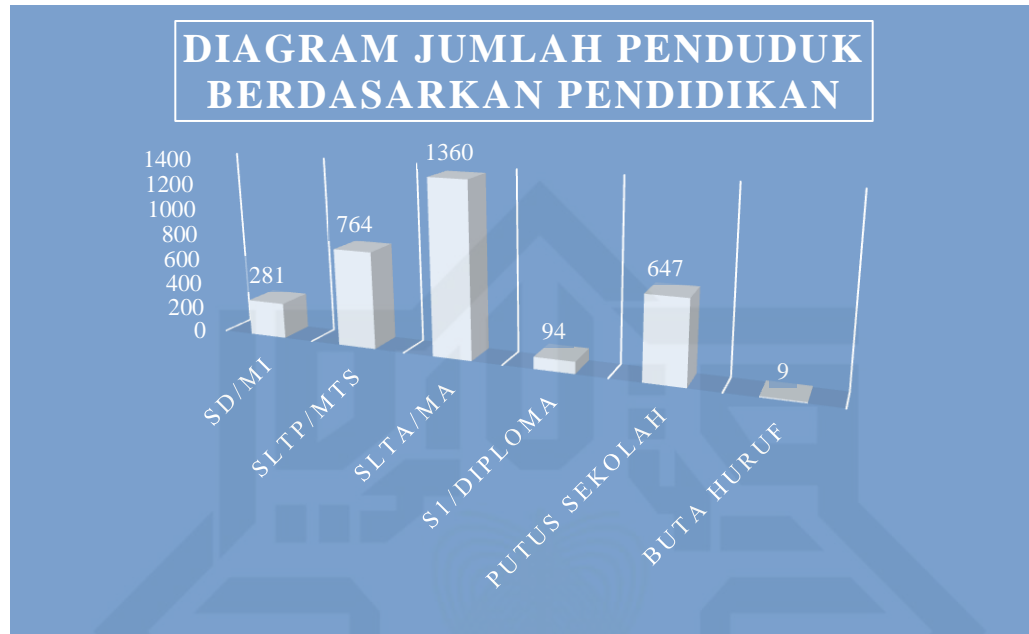 DIAGRAM JUMLAH PENDUDUK
BERDASARKAN PENDIDIKAN
1400
1200
1000
800
600
400
200
0
281
764
1360
94
647
9
SD/MI
SLTP/MTS
SLTA/MA
S1/DIPLOMA
PUTUS SEKOLAH
BUTA HURUF